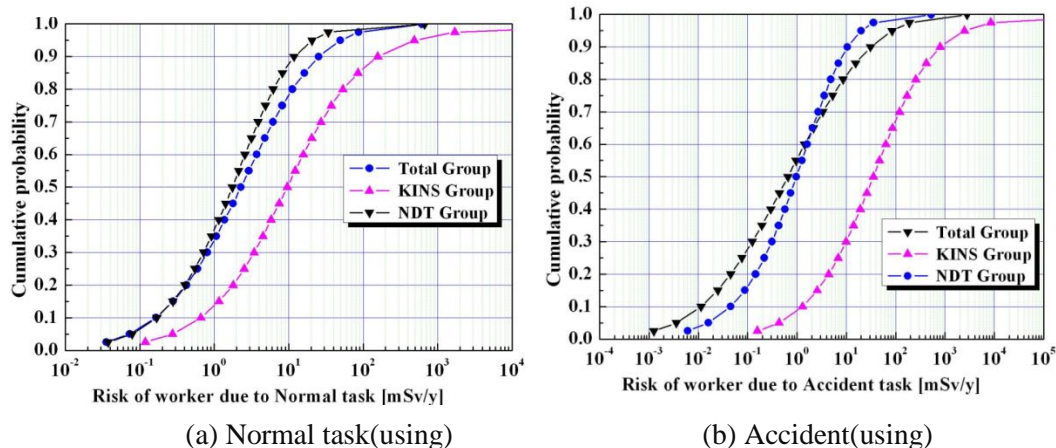 1.0
0.9
0.8
0.7
0.6
0.5
0.4
0.3
0.2
0.1
0.0
Cumulative probability
Total Group
KINS Group
NDT Group
10^-2 10^-1 10^0 10^1 10^2 10^3 10^4
Risk of worker due to Normal task [mSv/y]
(a) Normal task(using)
1.0
0.9
0.8
0.7
0.6
0.5
0.4
0.3
0.2
0.1
0.0
Cumulative probability
Total Group
KINS Group
NDT Group
10^-4 10^-3 10^-2 10^-1 10^0 10^1 10^2 10^3 10^4 10^5
Risk of worker due to Accident task [mSv/y]
(b) Accident(using)